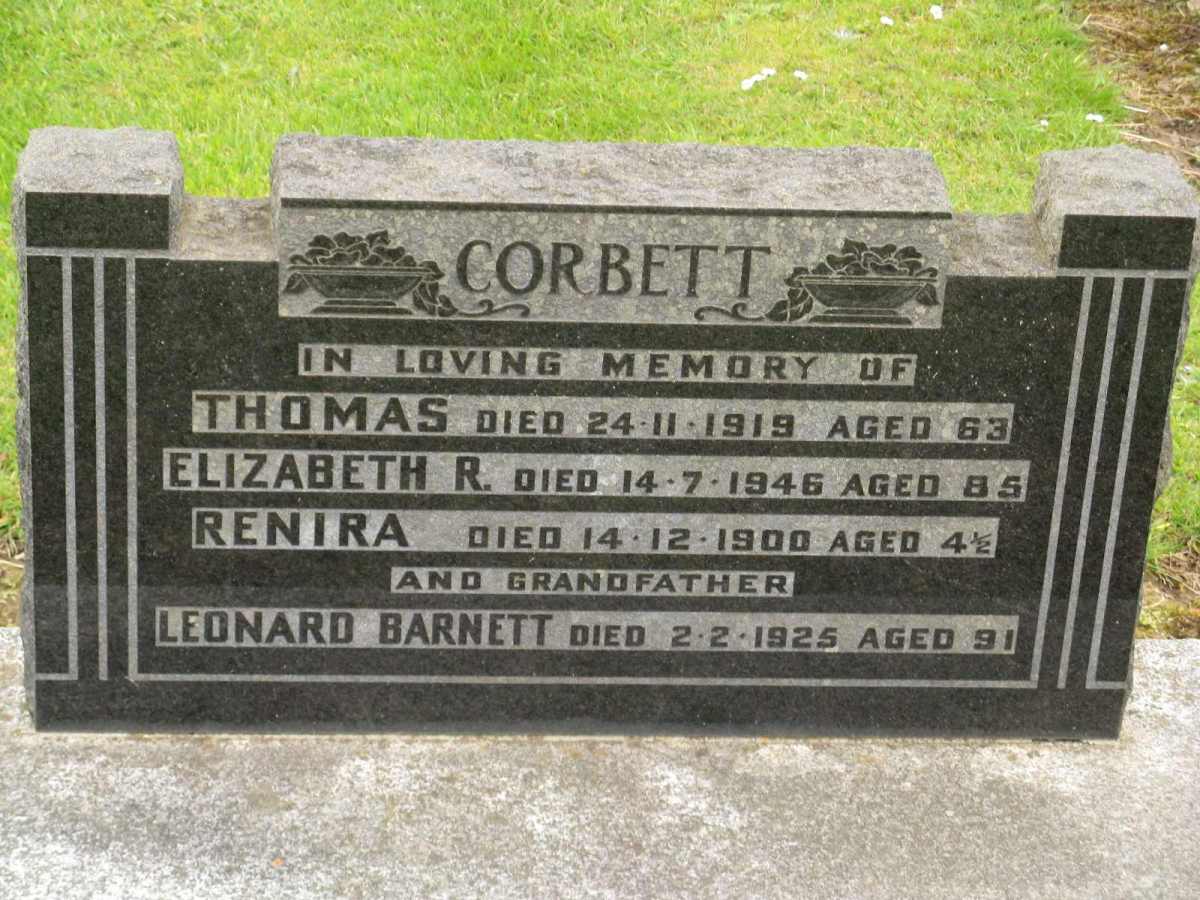 CORBETT
IN LOVING MEMORY OF
THOMAS DIED 24·11·1919 AGED 63
ELIZABETH R. DIED 14·7·1946 AGED 85
RENIRA DIED 14·12·1900 AGED 4½
AND GRANDFATHER
LEONARD BARNETT DIED 2·2·1925 AGED 91